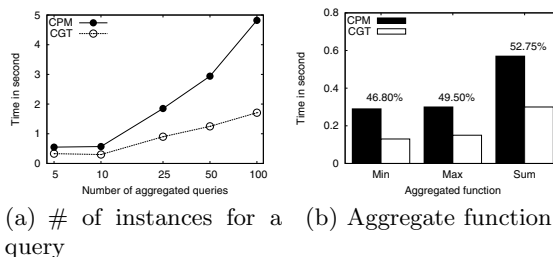 5
4
3
2
1
0
Time in second
CPM
CGT
5 10 25 50 100
Number of aggregated queries
(a) # of instances for a
query
0.8
0.6
0.4
0.2
0
Time in second
CPM
CGT
46.80%
49.50%
52.75%
Min Max Sum
Aggregated function
(b) Aggregate function